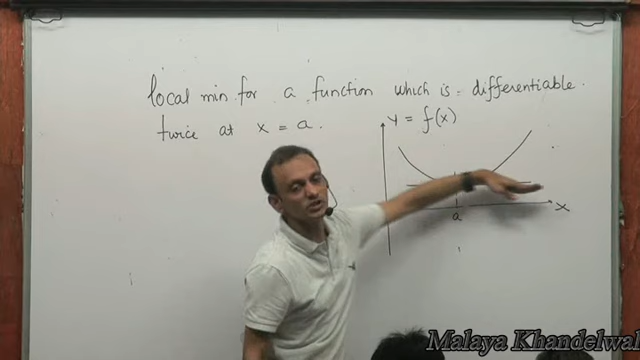 local min for a function which is differentiable
twice at x = a.
y = f(x)
a
x
Malaya Khandelwal